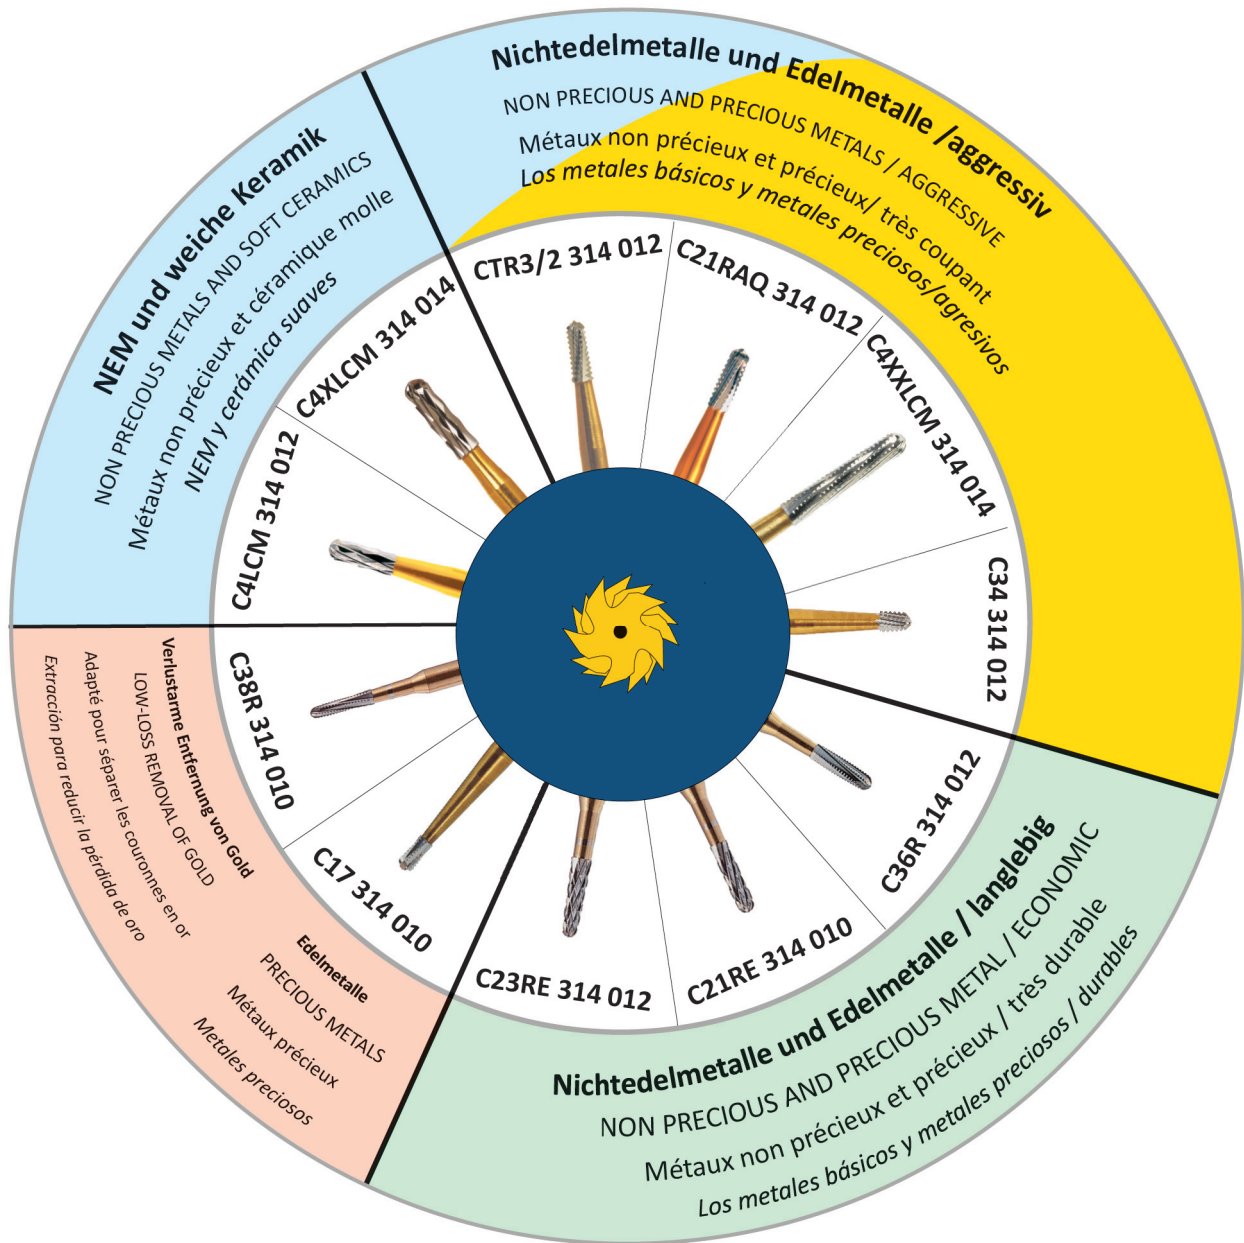 Nichtedelmetalle und Edelmetalle /aggressiv
NON PRECIOUS AND PRECIOUS METALS / AGGRESSIVE
Métaux non précieux et précieux/ très coupant
Los metales básicos y metales preciosos/agresivos
CTR3/2 314 012
C21RAQ 314 012
C4XXLCM 314 014
C34 314 012
Nichtedelmetalle und Edelmetalle / langlebig
NON PRECIOUS AND PRECIOUS METAL / ECONOMIC
Métaux non précieux et précieux / très durable
Los metales básicos y metales preciosos / durables
C36R 314 012
C21RE 314 010
C23RE 314 012
Edelmetalle
PRECIOUS METALS
Métaux précieux
Metales preciosos
C17 314 010
Verlustarme Entfernung von Gold
LOW-LOSS REMOVAL OF GOLD
Adapté pour séparer les couronnes en or
Extracción para reducir la pérdida de oro
C38R 314 010
NEM und weiche Keramik
NON PRECIOUS METALS AND SOFT CERAMICS
Métaux non précieux et céramique molle
NEM y cerámica suaves
C4LCM 314 012
C4XLCM 314 014